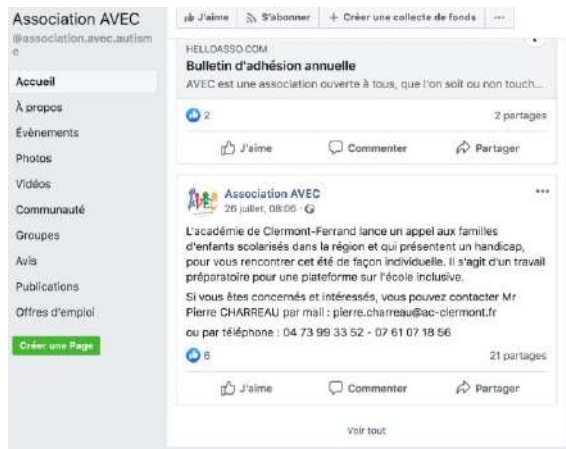 Association AVEC
@association.avec.autism
e
Accueil
À propos
Évènements
Photos
Vidéos
Communauté
Groupes
Avis
Publications
Offres d'emploi
Créer une Page
J'aime S'abonner + Créer une collecte de fonds ...
HELLOASSO.COM
Bulletin d'adhésion annuelle
AVEC est une association ouverte à tous, que l'on soit ou non touch...
2 2 partages
J'aime Commenter Partager
Association AVEC
26 juillet, 08:06 ·
L'académie de Clermont-Ferrand lance un appel aux familles
d'enfants scolarisés dans la région et qui présentent un handicap,
pour vous rencontrer cet été de façon individuelle. Il s'agit d'un travail
préparatoire pour une plateforme sur l'école inclusive.
Si vous êtes concernés et intéressés, vous pouvez contacter Mr
Pierre CHARREAU par mail : pierre.charreau@ac-clermont.fr
ou par téléphone : 04 73 99 33 52 - 07 61 07 18 56
6 21 partages
J'aime Commenter Partager
Voir tout